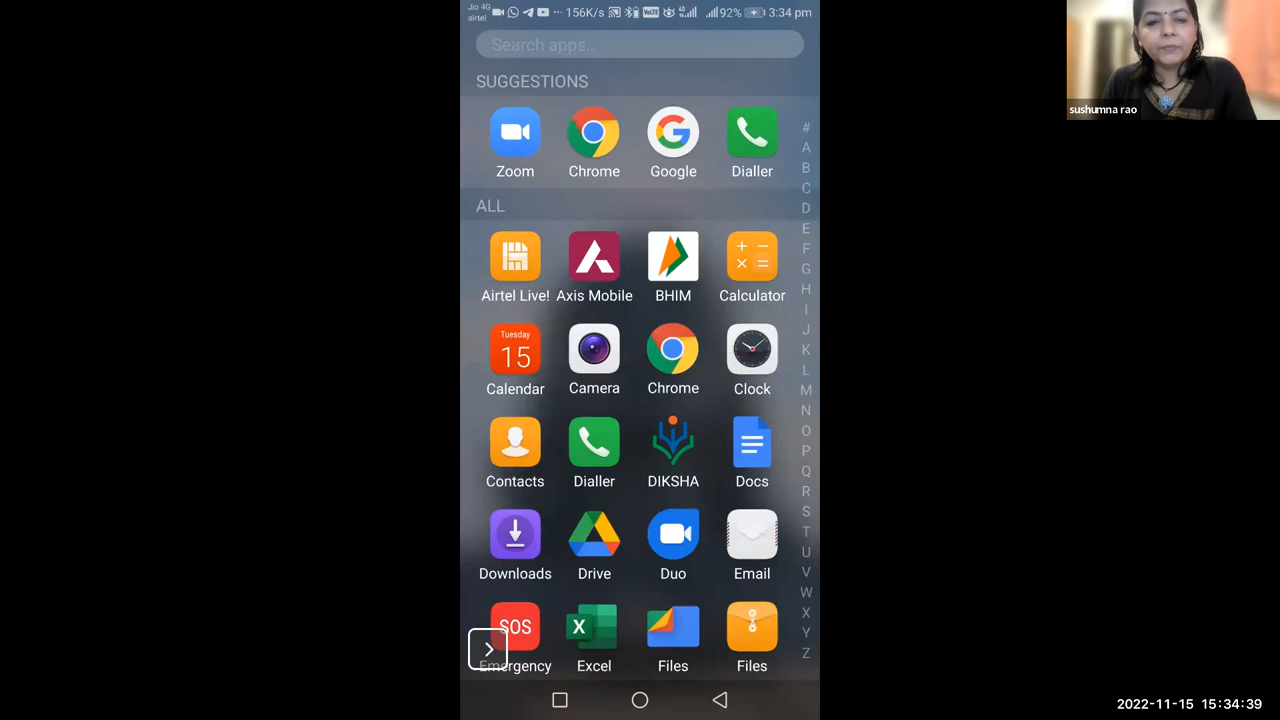 Jio 4G
airtel
156K/s
VoLTE
4G
92%
3:34 pm
Search apps...
SUGGESTIONS
Zoom Chrome Google Dialler
ALL
Airtel Live! Axis Mobile BHIM Calculator
Tuesday
15
Calendar Camera Chrome Clock
Contacts Dialler DIKSHA Docs
Downloads Drive Duo Email
SOS
X
Emergency Excel Files Files
#
A
B
C
D
E
F
G
H
I
J
K
L
M
N
O
P
Q
R
S
T
U
V
W
X
Y
Z
sushumna rao
2022-11-15 15:34:39